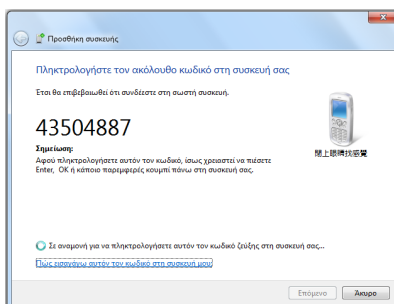 Προσθήκη συσκευής
Πληκτρολογήστε τον ακόλουθο κωδικό στη συσκευή σας
Έτσι θα επιβεβαιωθεί ότι συνδέεστε στη σωστή συσκευή.
43504887
Σημείωση:
Αφού πληκτρολογήσετε αυτόν τον κωδικό, ίσως χρειαστεί να πιέσετε
Enter, OK ή κάποιο παρεμφερές κουμπί πάνω στη συσκευή σας.
閉上眼睛找感覺
Σε αναμονή για να πληκτρολογήσετε αυτόν τον κωδικό ζεύξης στη συσκευή σας...
Πώς εισαγάγω αυτόν τον κωδικό στη συσκευή μου;
Επόμενο
Άκυρο